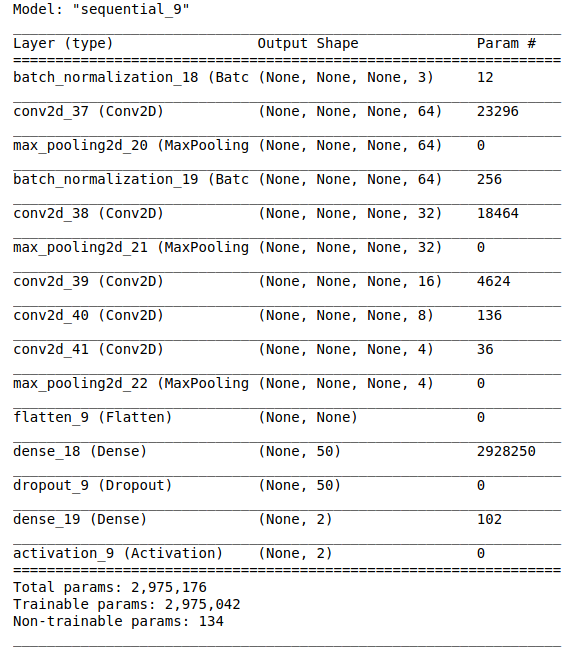 Model: "sequential_9"
_________________________________________________________________
Layer (type)                 Output Shape              Param #
=================================================================
batch_normalization_18 (Batc (None, None, None, 3)     12
_________________________________________________________________
conv2d_37 (Conv2D)           (None, None, None, 64)    23296
_________________________________________________________________
max_pooling2d_20 (MaxPooling (None, None, None, 64)    0
_________________________________________________________________
batch_normalization_19 (Batc (None, None, None, 64)    256
_________________________________________________________________
conv2d_38 (Conv2D)           (None, None, None, 32)    18464
_________________________________________________________________
max_pooling2d_21 (MaxPooling (None, None, None, 32)    0
_________________________________________________________________
conv2d_39 (Conv2D)           (None, None, None, 16)    4624
_________________________________________________________________
conv2d_40 (Conv2D)           (None, None, None, 8)     136
_________________________________________________________________
conv2d_41 (Conv2D)           (None, None, None, 4)     36
_________________________________________________________________
max_pooling2d_22 (MaxPooling (None, None, None, 4)     0
_________________________________________________________________
flatten_9 (Flatten)          (None, None)              0
_________________________________________________________________
dense_18 (Dense)             (None, 50)                2928250
_________________________________________________________________
dropout_9 (Dropout)          (None, 50)                0
_________________________________________________________________
dense_19 (Dense)             (None, 2)                 102
_________________________________________________________________
activation_9 (Activation)    (None, 2)                 0
=================================================================
Total params: 2,975,176
Trainable params: 2,975,042
Non-trainable params: 134
_________________________________________________________________